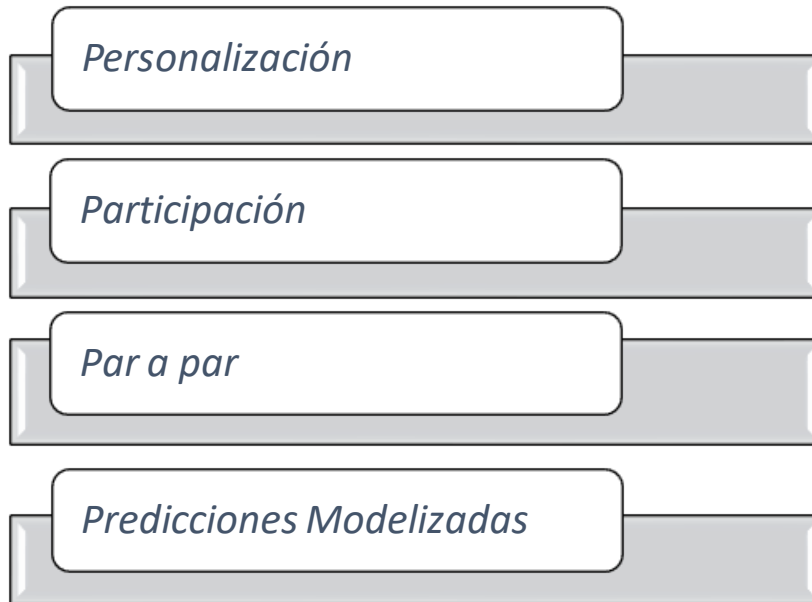 Personalización
Participación
Par a par
Predicciones Modelizadas